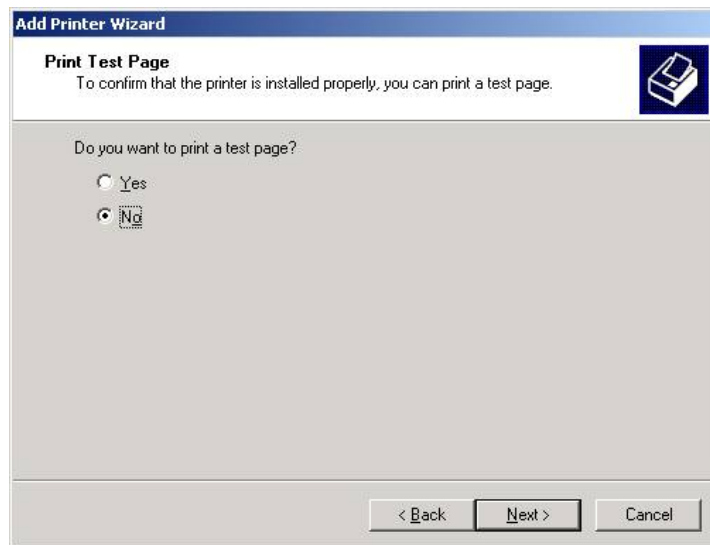 Add Printer Wizard
Print Test Page
To confirm that the printer is installed properly, you can print a test page.
Do you want to print a test page?
Yes
No
< Back Next > Cancel